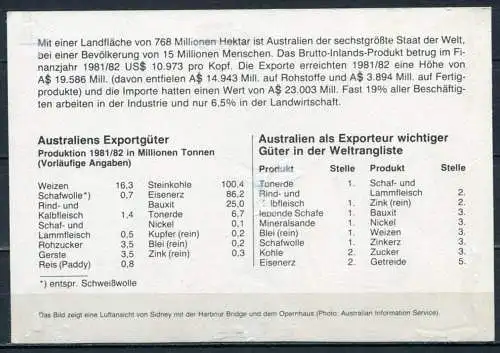 Mit einer Landfläche von 768 Millionen Hektar ist Australien der sechstgrößte Staat der Welt,
bei einer Bevölkerung von 15 Millionen Menschen. Das Brutto-Inlands-Produkt betrug im Fi-
nanzjahr 1981/82 US$ 10.973 pro Kopf. Die Exporte erreichten 1981/82 eine Höhe von
A$ 19.586 Mill. (davon entfielen A$ 14.943 Mill. auf Rohstoffe und A$ 3.894 Mill. auf Fertig-
produkte) und die Importe hatten einen Wert von A$ 23.003 Mill. Fast 19% aller Beschäftig-
ten arbeiten in der Industrie und nur 6,5% in der Landwirtschaft.
Australiens Exportgüter
Produktion 1981/82 in Millionen Tonnen
(Vorläufige Angaben)
Weizen 16,3 Steinkohle 100,4
Schafwolle*) 0,7 Eisenerz 86,2
Rind- und Bauxit 25,0
Kalbfleisch 1,4 Tonerde 6,7
Schaf- und Nickel 0,1
Lammfleisch 0,5 Kupfer (rein) 0,2
Rohzucker 3,5 Blei (rein) 0,2
Gerste 3,5 Zink (rein) 0,3
Reis (Paddy) 0,8
*) entspr. Schweißwolle
Australien als Exporteur wichtiger
Güter in der Weltrangliste
Produkt Stelle Produkt Stelle
Tonerde 1. Schaf- und
Rind- und Lammfleisch 2.
lbfleisch 1. Zink (rein) 2.
lebende Schafe 1. Bauxit 3.
Mineralsande 1. Nickel 3.
Blei (rein) 1. Weizen 3.
Schafwolle 1. Zinkerz 3.
Kohle 2. Zucker 3.
Eisenerz 2. Getreide 5.
Das Bild zeigt eine Luftansicht von Sidney mit der Harbour Bridge und dem Opernhaus (Photo: Australian Information Service).